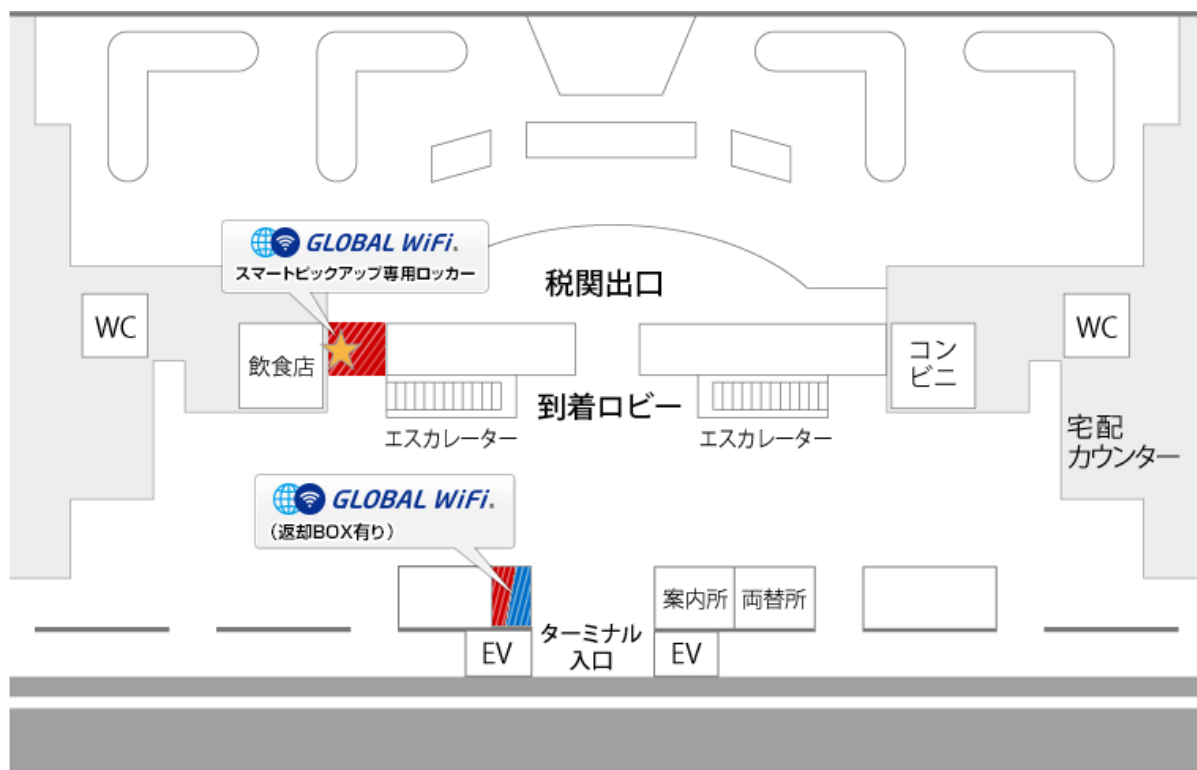 GLOBAL WiFi®
スマートピックアップ専用ロッカー
税関出口
WC
飲食店
コン
ビニ
WC
到着ロビー
エスカレーター
エスカレーター
宅配
カウンター
GLOBAL WiFi®
（返却BOX有り）
案内所
両替所
ターミナル
入口
EV
EV